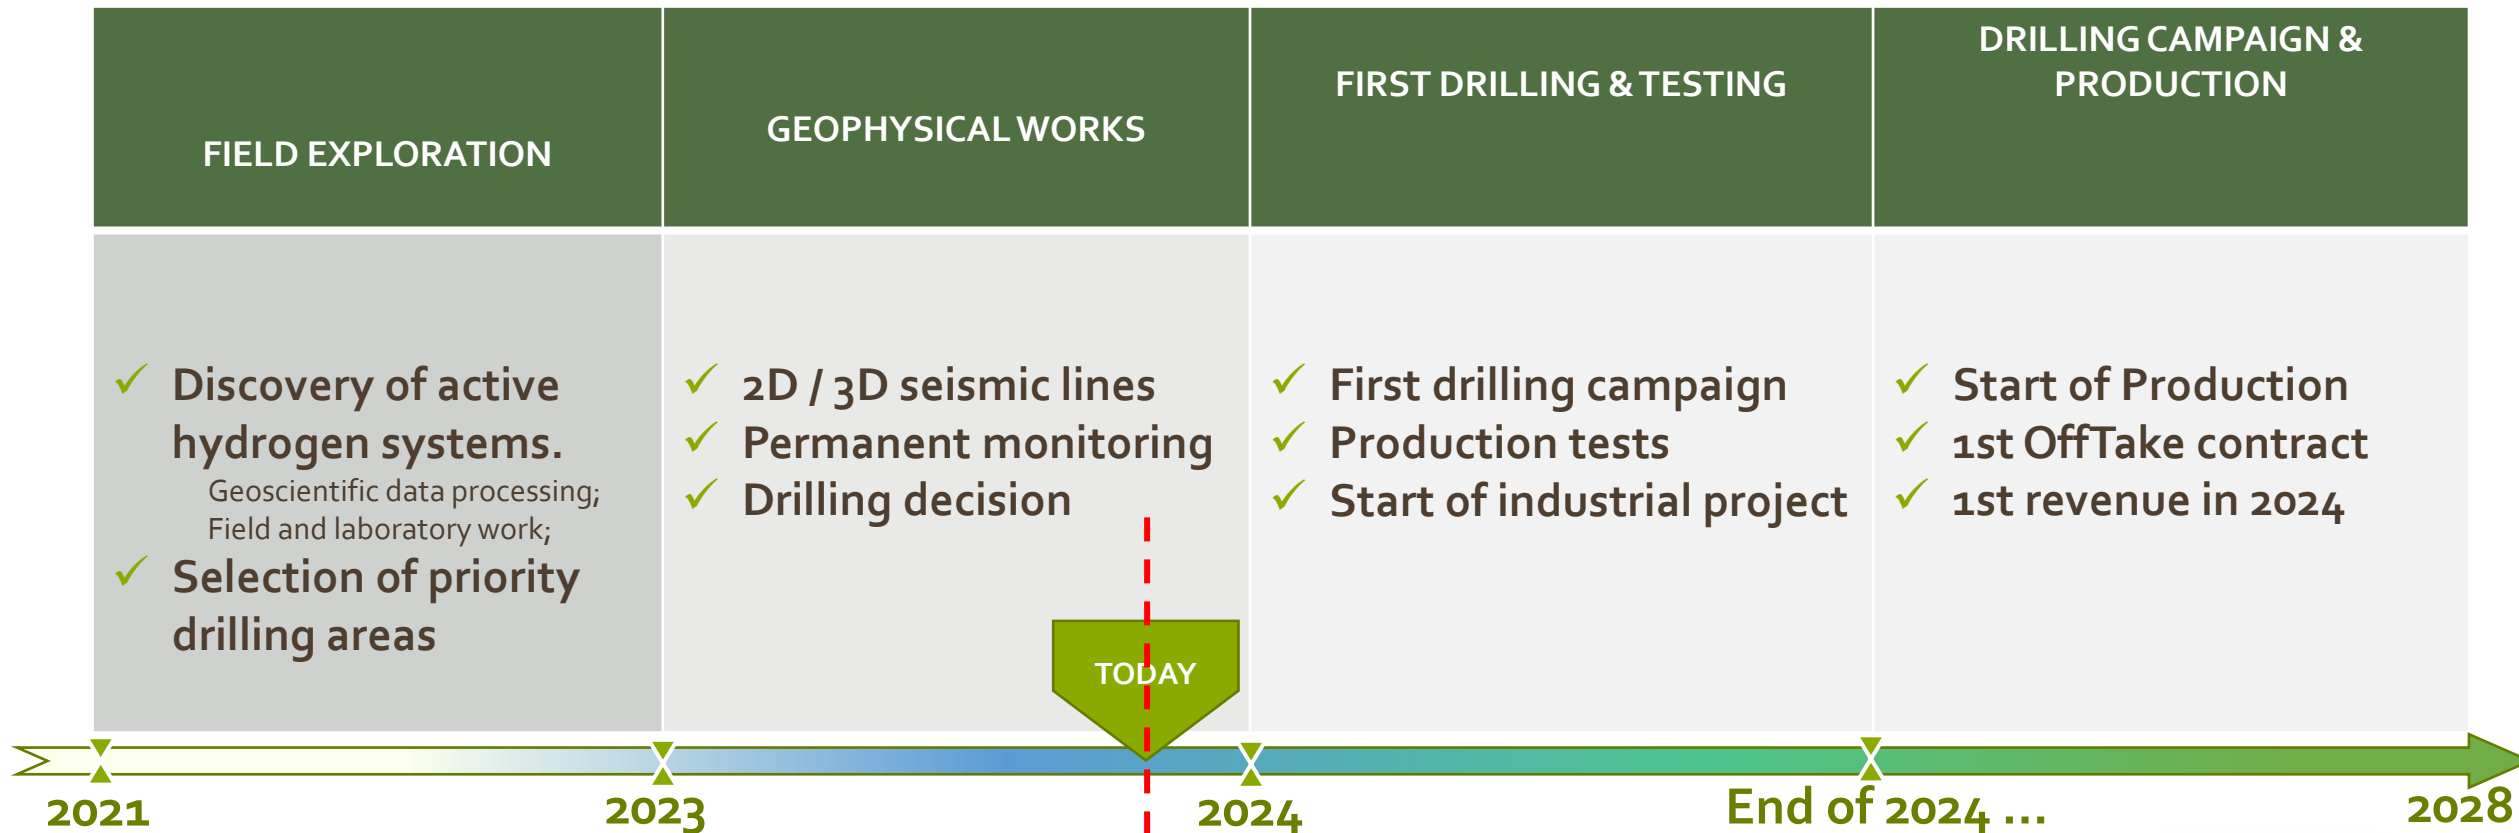 FIELD EXPLORATION
GEOPHYSICAL WORKS
FIRST DRILLING & TESTING
DRILLING CAMPAIGN &
PRODUCTION
✓ Discovery of active
hydrogen systems.
Geoscientific data processing;
Field and laboratory work;
✓ Selection of priority
drilling areas
✓ 2D / 3D seismic lines
✓ Permanent monitoring
✓ Drilling decision
✓ First drilling campaign
✓ Production tests
✓ Start of industrial project
✓ Start of Production
✓ 1st OffTake contract
✓ 1st revenue in 2024
TODAY
2021
2023
2024
End of 2024 ...
2028